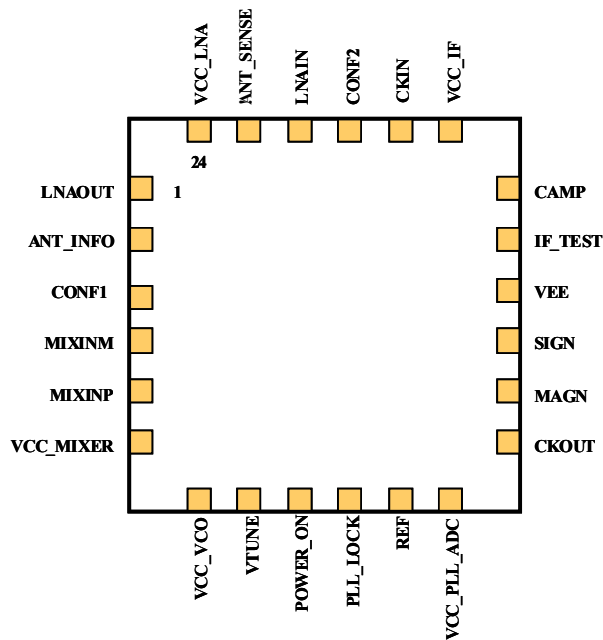 VCC_LNA
ANT_SENSE
LNAIN
CONF2
CKIN
VCC_IF
24
LNAOUT
1
CAMP
ANT_INFO
IF_TEST
CONF1
VEE
MIXINM
SIGN
MIXINP
MAGN
VCC_MIXER
CKOUT
VCC_VCO
VTUNE
POWER_ON
PLL_LOCK
REF
VCC_PLL_ADC